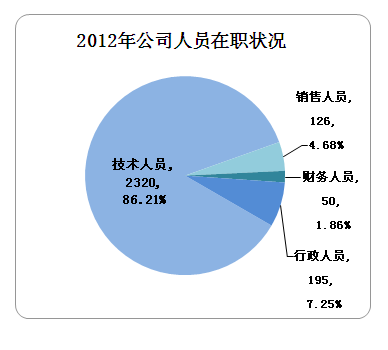 2012年公司人员在职状况
销售人员,
126,
4.68%
技术人员,
2320,
86.21%
财务人员,
50,
1.86%
行政人员,
195,
7.25%